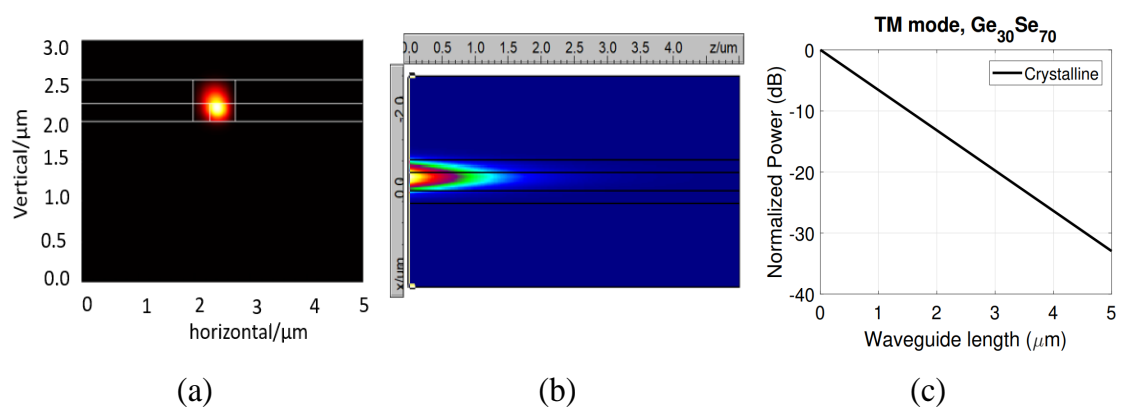 3.0
2.5
2.0
1.5
1.0
0.5
0.0
Vertical/μm
0 1 2 3 4 5
horizontal/μm
(a)
0.0 0.5 1.0 1.5 2.0 2.5 3.0 3.5 4.0 z/um
-2.0
0.0
x/um
(b)
TM mode, Ge30Se70
Crystalline
0
-10
-20
-30
-40
Normalized Power (dB)
0 1 2 3 4 5
Waveguide length (μm)
(c)